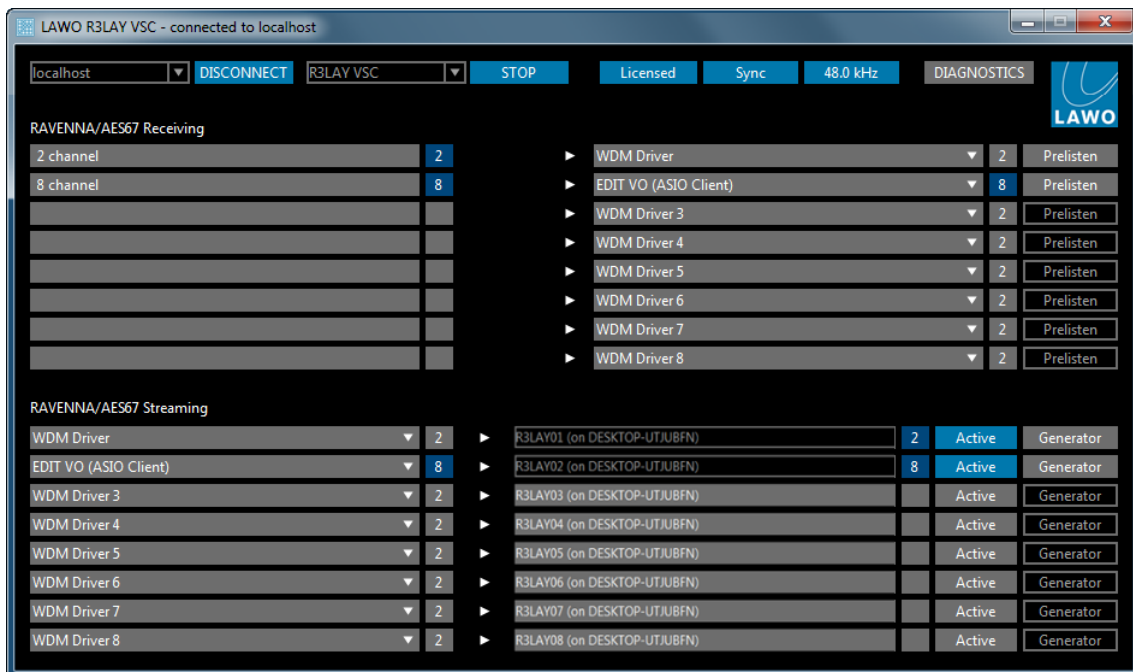 LAWO R3LAY VSC - connected to localhost
localhost DISCONNECT R3LAY VSC STOP Licensed Sync 48.0 kHz DIAGNOSTICS
LAWO
RAVENNA/AES67 Receiving
2 channel 2 WDM Driver 2 Prelisten
8 channel 8 EDIT VO (ASIO Client) 8 Prelisten
WDM Driver 3 2 Prelisten
WDM Driver 4 2 Prelisten
WDM Driver 5 2 Prelisten
WDM Driver 6 2 Prelisten
WDM Driver 7 2 Prelisten
WDM Driver 8 2 Prelisten
RAVENNA/AES67 Streaming
WDM Driver 2 R3LAY01 (on DESKTOP-UTJUBFN) 2 Active Generator
EDIT VO (ASIO Client) 8 R3LAY02 (on DESKTOP-UTJUBFN) 8 Active Generator
WDM Driver 3 2 R3LAY03 (on DESKTOP-UTJUBFN) Active Generator
WDM Driver 4 2 R3LAY04 (on DESKTOP-UTJUBFN) Active Generator
WDM Driver 5 2 R3LAY05 (on DESKTOP-UTJUBFN) Active Generator
WDM Driver 6 2 R3LAY06 (on DESKTOP-UTJUBFN) Active Generator
WDM Driver 7 2 R3LAY07 (on DESKTOP-UTJUBFN) Active Generator
WDM Driver 8 2 R3LAY08 (on DESKTOP-UTJUBFN) Active Generator